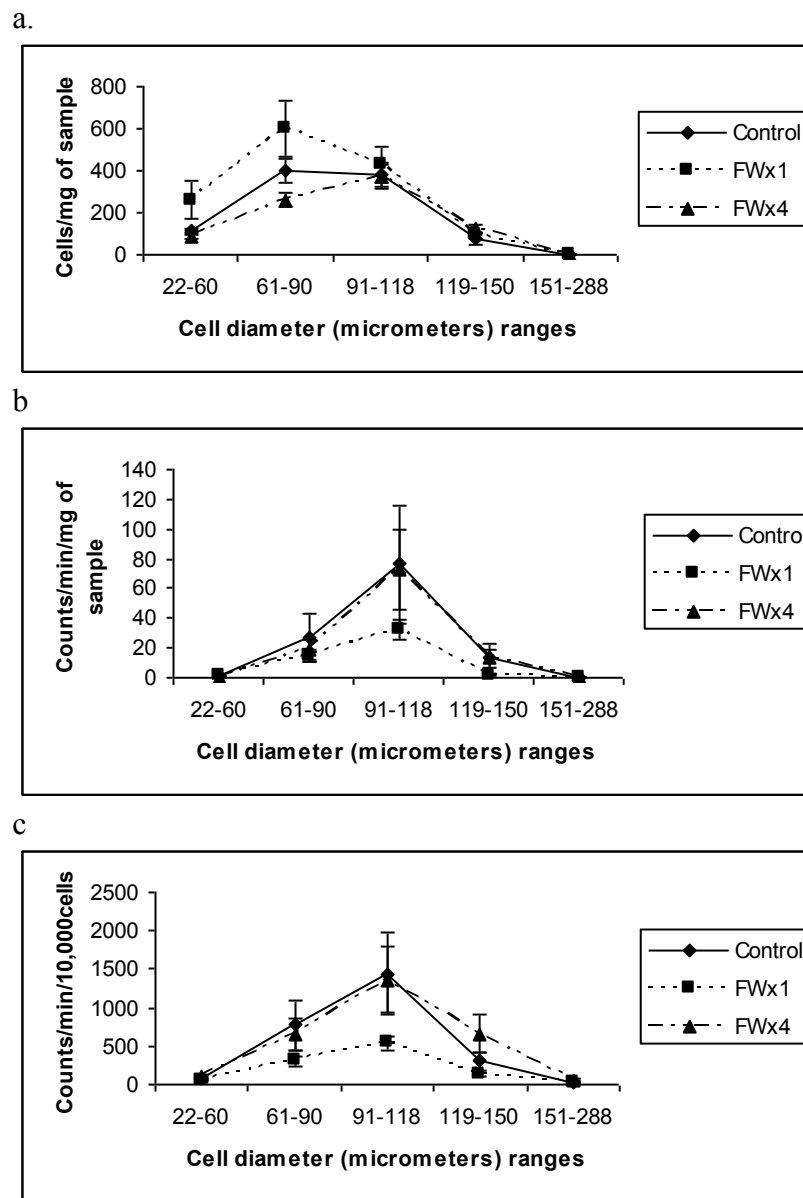 a.
Cells/mg of sample
800
600
400
200
0
22-60 61-90 91-118 119-150 151-288
Cell diameter (micrometers) ranges
Control
FWx1
FWx4
b
Counts/min/mg of
sample
140
120
100
80
60
40
20
0
22-60 61-90 91-118 119-150 151-288
Cell diameter (micrometers) ranges
Control
FWx1
FWx4
c
Counts/min/10,000cells
2500
2000
1500
1000
500
0
22-60 61-90 91-118 119-150 151-288
Cell diameter (micrometers) ranges
Control
FWx1
FWx4